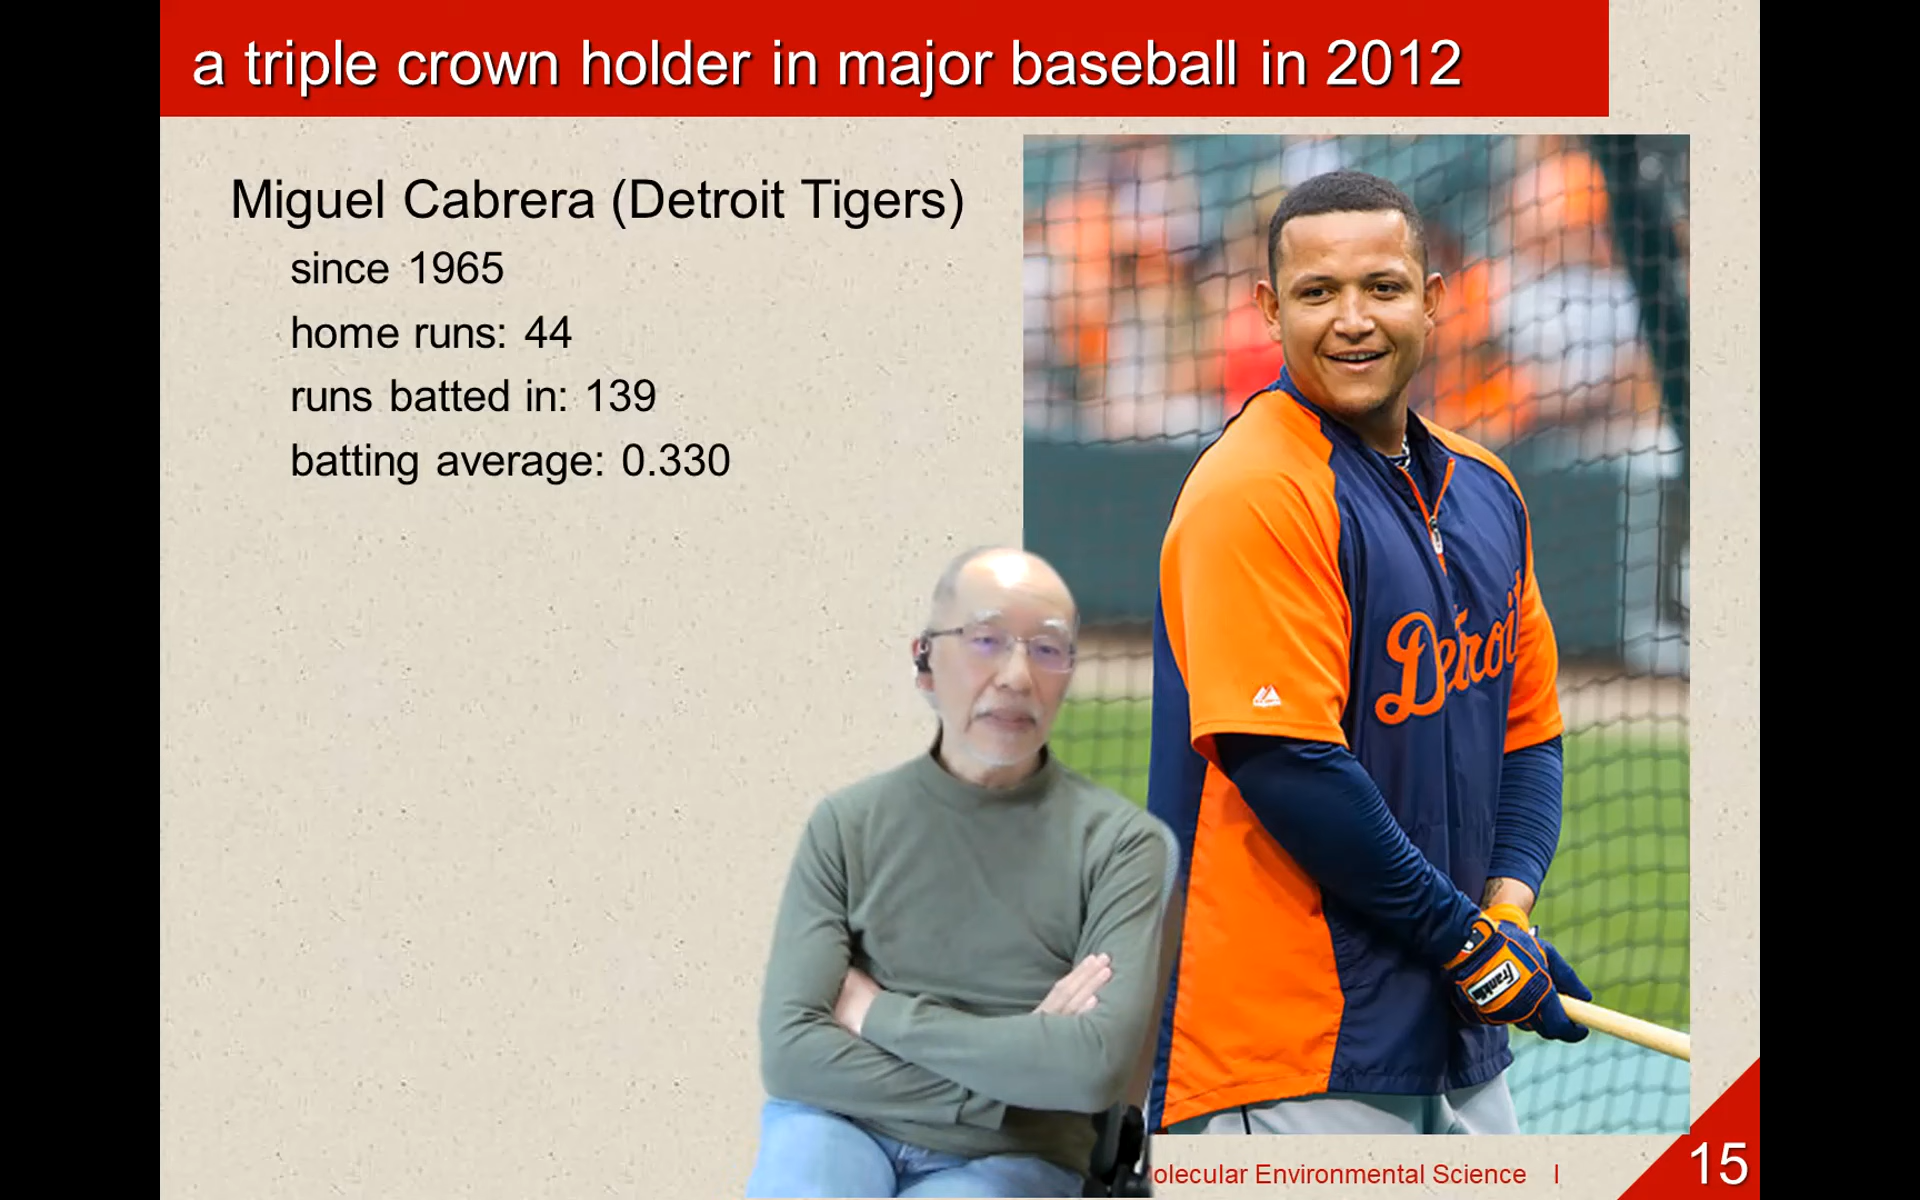 a triple crown holder in major baseball in 2012
Miguel Cabrera (Detroit Tigers)
since 1965
home runs: 44
runs batted in: 139
batting average: 0.330
Detroit
Franklin
olecular Environmental Science I
15